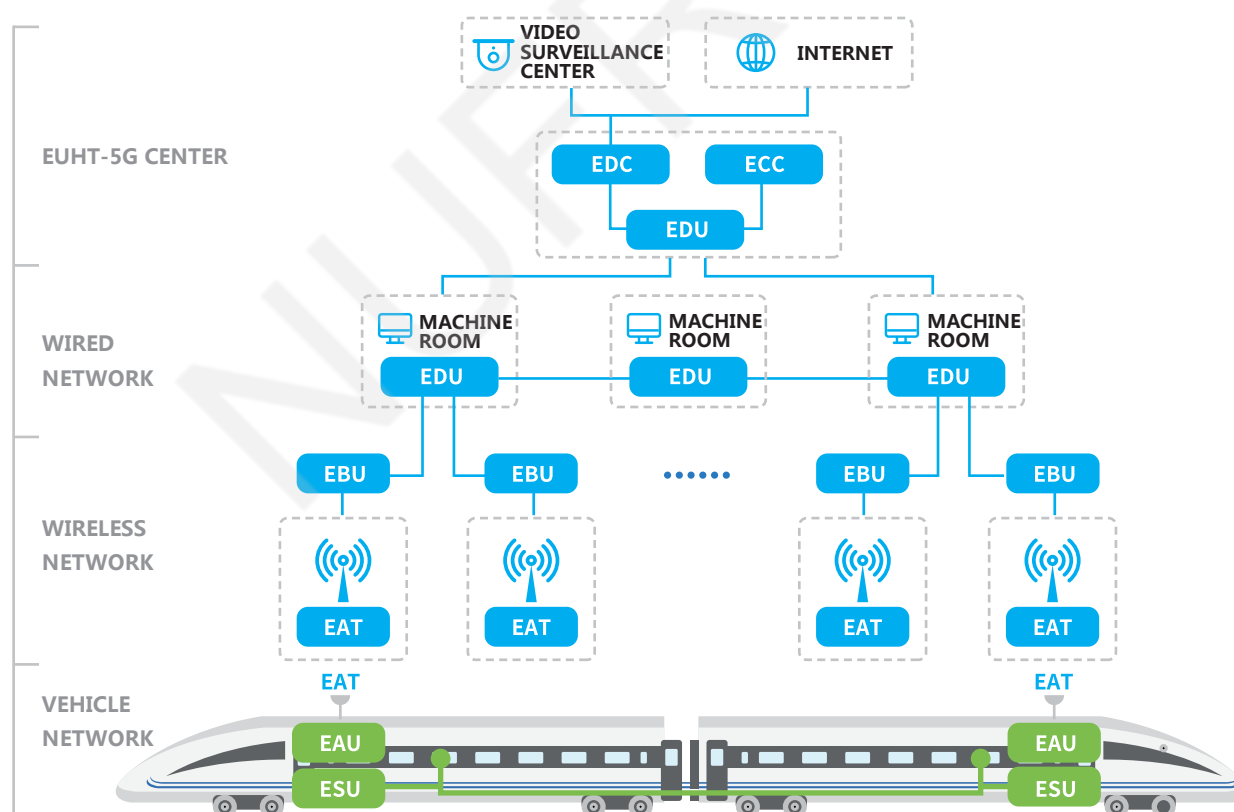 VIDEO
SURVEILLANCE
CENTER
INTERNET
EUHT-5G CENTER
EDC
ECC
EDU
WIRED
NETWORK
MACHINE
ROOM
MACHINE
ROOM
MACHINE
ROOM
EDU
EDU
EDU
WIRELESS
NETWORK
EBU
EBU
EBU
EBU
EAT
EAT
EAT
EAT
VEHICLE
NETWORK
EAT
EAT
EAU
EAU
ESU
ESU